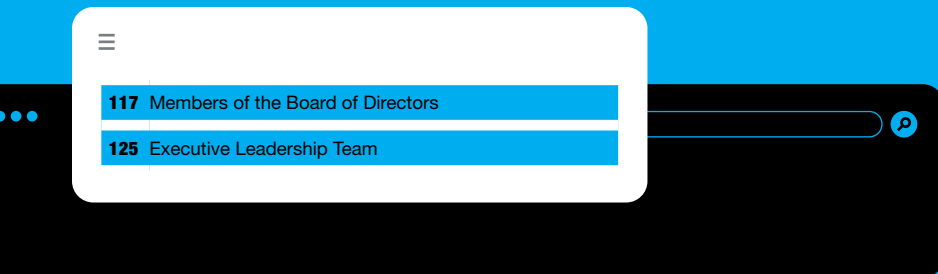 117 Members of the Board of Directors
125 Executive Leadership Team